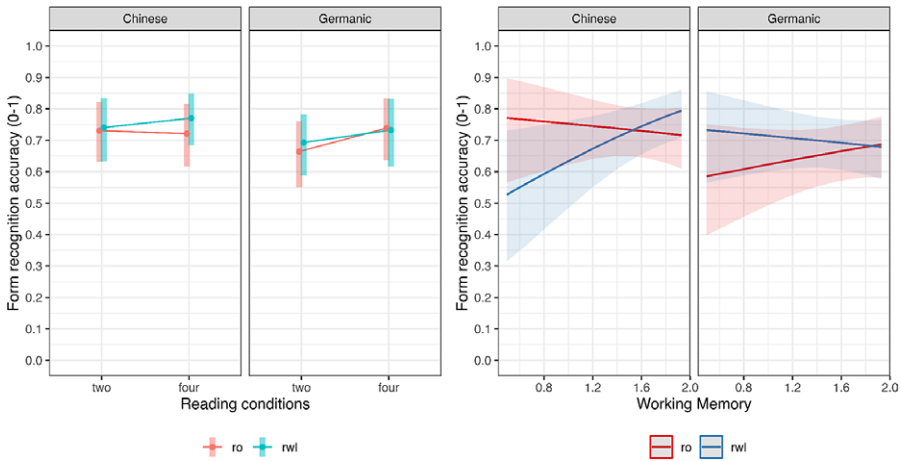 Chinese
Germanic
Form recognition accuracy (0-1)
1.0
0.9
0.8
0.7
0.6
0.5
0.4
0.3
0.2
0.1
0.0
two four
two four
Reading conditions
ro rwl
Chinese
Germanic
Form recognition accuracy (0-1)
1.0
0.9
0.8
0.7
0.6
0.5
0.4
0.3
0.2
0.1
0.0
0.8 1.2 1.6 2.0
0.8 1.2 1.6 2.0
Working Memory
ro rwl